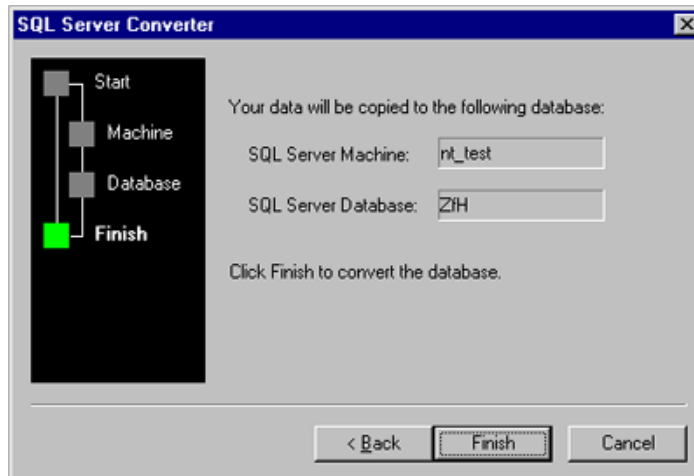 SQL Server Converter
Start
Machine
Database
Finish
Your data will be copied to the following database:
SQL Server Machine: nt_test
SQL Server Database: ZfH
Click Finish to convert the database.
< Back Finish Cancel